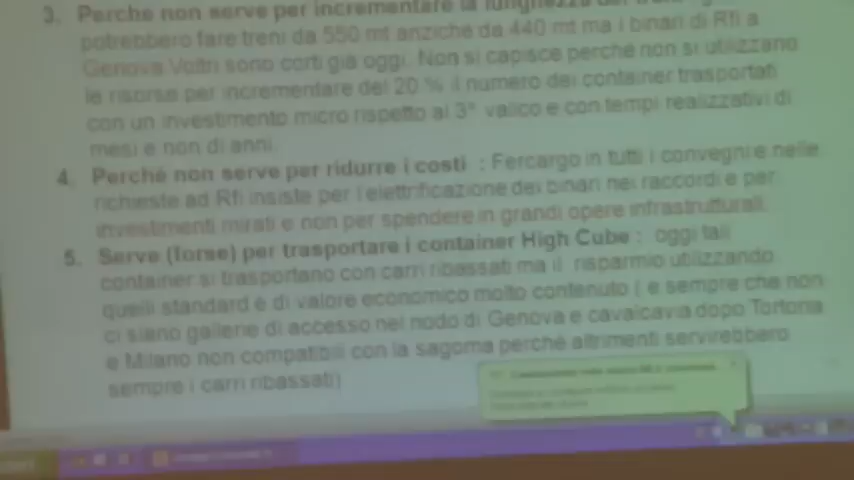 3. Perche non serve per incrementare la lunghezza dei
potrebbero fare treni da 550 mt anziche da 440 mt ma i binari di Rfi a
Genova Voltri sono corti già oggi. Non si capisce perché non si utilizzano
le risorse per incrementare del 20 % il numero dei container trasportati
con un investimento micro rispetto al 3° valico e con tempi realizzativi di
mesi e non di anni.
4. Perché non serve per ridurre i costi : Fercargo in tutti i convegni e nelle
richieste ad Rfi insiste per l'elettrificazione dei binari nei raccordi e per
investimenti mirati e non per spendere in grandi opere infrastrutturali.
5. Serve (forse) per trasportare i container High Cube : oggi tali
container si trasportano con carri ribassati ma il risparmio utilizzando
quelli standard è di valore economico molto contenuto ( e sempre che non
ci siano gallerie di accesso nel nodo di Genova e cavalcavia dopo Tortona
e Milano non compatibili con la sagoma perché altrimenti servirebbero
sempre i carri ribassati)